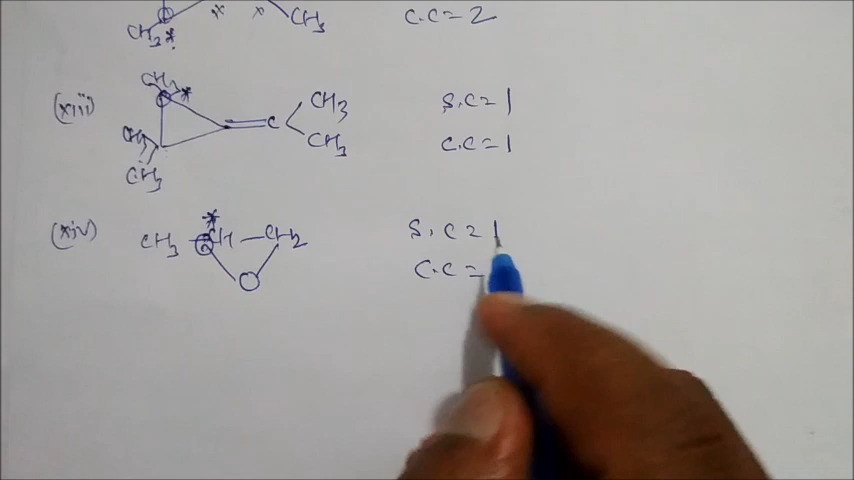 CH3 * * x CH3 C.C = 2
CH3 *
(xiii) C CH3 S.C = 1
CH3 CH3 C.C = 1
CH3
*
(xiv) CH3 – CH – CH2 S.C = 1
O C.C =